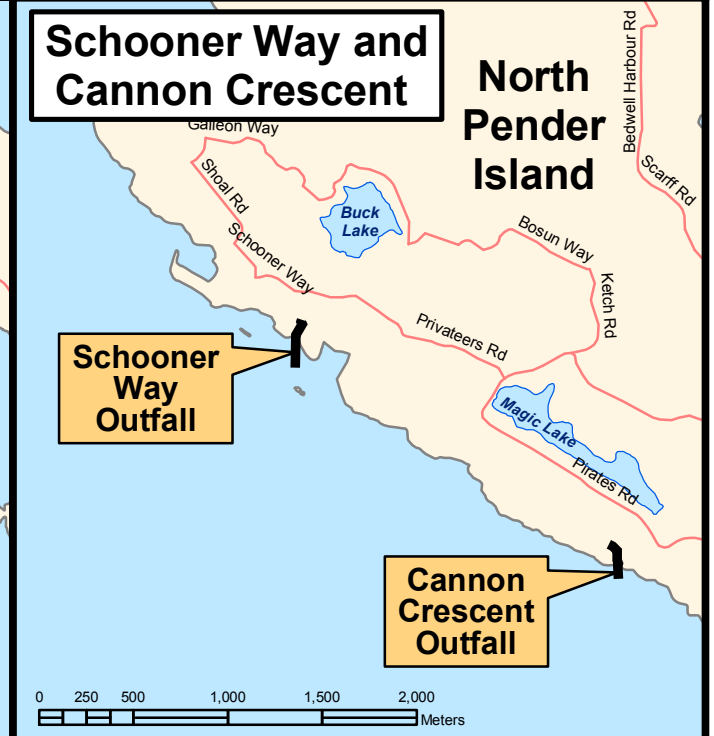 Schooner Way and
Cannon Crescent
North
Pender
Island
Bedwell Harbour Rd
Scarff Rd
Galleon Way
Shoal Rd
Buck
Lake
Schooner Way
Bosun Way
Ketch Rd
Privateers Rd
Schooner
Way
Outfall
Magic Lake
Pirates Rd
Cannon
Crescent
Outfall
0 250 500 1,000 1,500 2,000
Meters